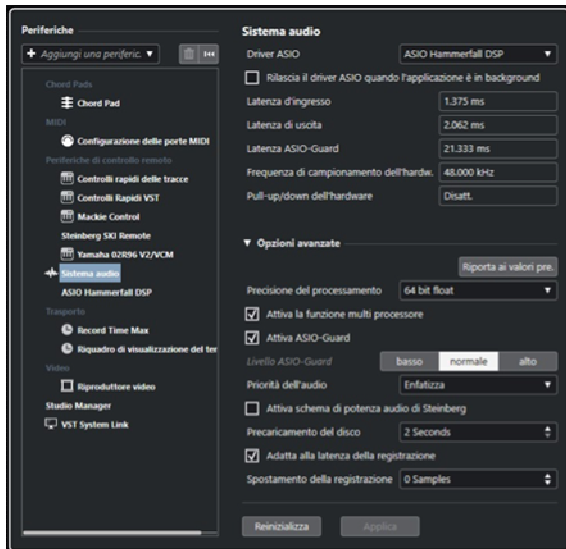 Periferiche
Aggiungi una periferic.
Chord Pads
Chord Pad
MIDI
Configurazione delle porte MIDI
Periferiche di controllo remoto
Controlli rapidi delle tracce
Controlli Rapidi VST
Mackie Control
Steinberg SKI Remote
Yamaha 02R96 V2/VCM
Sistema audio
ASIO Hammerfall DSP
Trasporto
Record Time Max
Riquadro di visualizzazione del ter
Video
Riproduttore video
Studio Manager
VST System Link
Sistema audio
Driver ASIO ASIO Hammerfall DSP
Rilascia il driver ASIO quando l'applicazione è in background
Latenza d'ingresso 1.375 ms
Latenza di uscita 2.062 ms
Latenza ASIO-Guard 21.333 ms
Frequenza di campionamento dell'hardw. 48.000 kHz
Pull-up/down dell'hardware Disatt.
Opzioni avanzate
Riporta ai valori pre.
Precisione del processamento 64 bit float
Attiva la funzione multi processore
Attiva ASIO-Guard
Livello ASIO-Guard basso normale alto
Priorità dell'audio Enfatizza
Attiva schema di potenza audio di Steinberg
Precaricamento del disco 2 Seconds
Adatta alla latenza della registrazione
Spostamento della registrazione 0 Samples
Reinizializza Applica